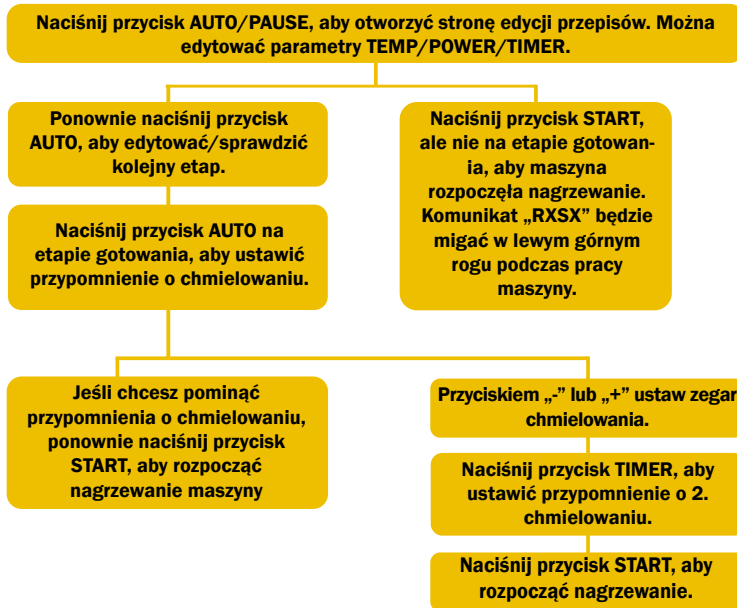 Naciśnij przycisk AUTO/PAUSE, aby otworzyć stronę edycji przepisów. Można
edytować parametry TEMP/POWER/TIMER.
Ponownie naciśnij przycisk
AUTO, aby edytować/sprawdzić
kolejny etap.
Naciśnij przycisk START,
ale nie na etapie gotowan-
ia, aby maszyna
rozpoczęła nagrzewanie.
Komunikat „RXSX” będzie
migać w lewym górnym
rogu podczas pracy
maszyny.
Naciśnij przycisk AUTO na
etapie gotowania, aby ustawić
przypomnienie o chmielowaniu.
Jeśli chcesz pominąć
przypomnienia o chmielowaniu,
ponownie naciśnij przycisk
START, aby rozpocząć
nagrzewanie maszyny
Przyciskiem „-” lub „+” ustaw zegar
chmielowania.
Naciśnij przycisk TIMER, aby
ustawić przypomnienie o 2.
chmielowaniu.
Naciśnij przycisk START, aby
rozpocząć nagrzewanie.